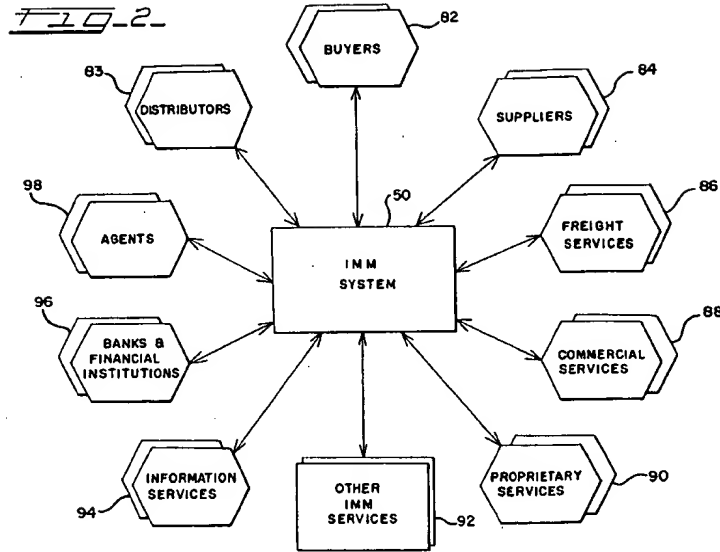 Fig-2-
82
BUYERS
83
DISTRIBUTORS
84
SUPPLIERS
98
AGENTS
50
IMM
SYSTEM
86
FREIGHT
SERVICES
96
BANKS &
FINANCIAL
INSTITUTIONS
88
COMMERCIAL
SERVICES
94
INFORMATION
SERVICES
OTHER
IMM
SERVICES
92
PROPRIETARY
SERVICES
90